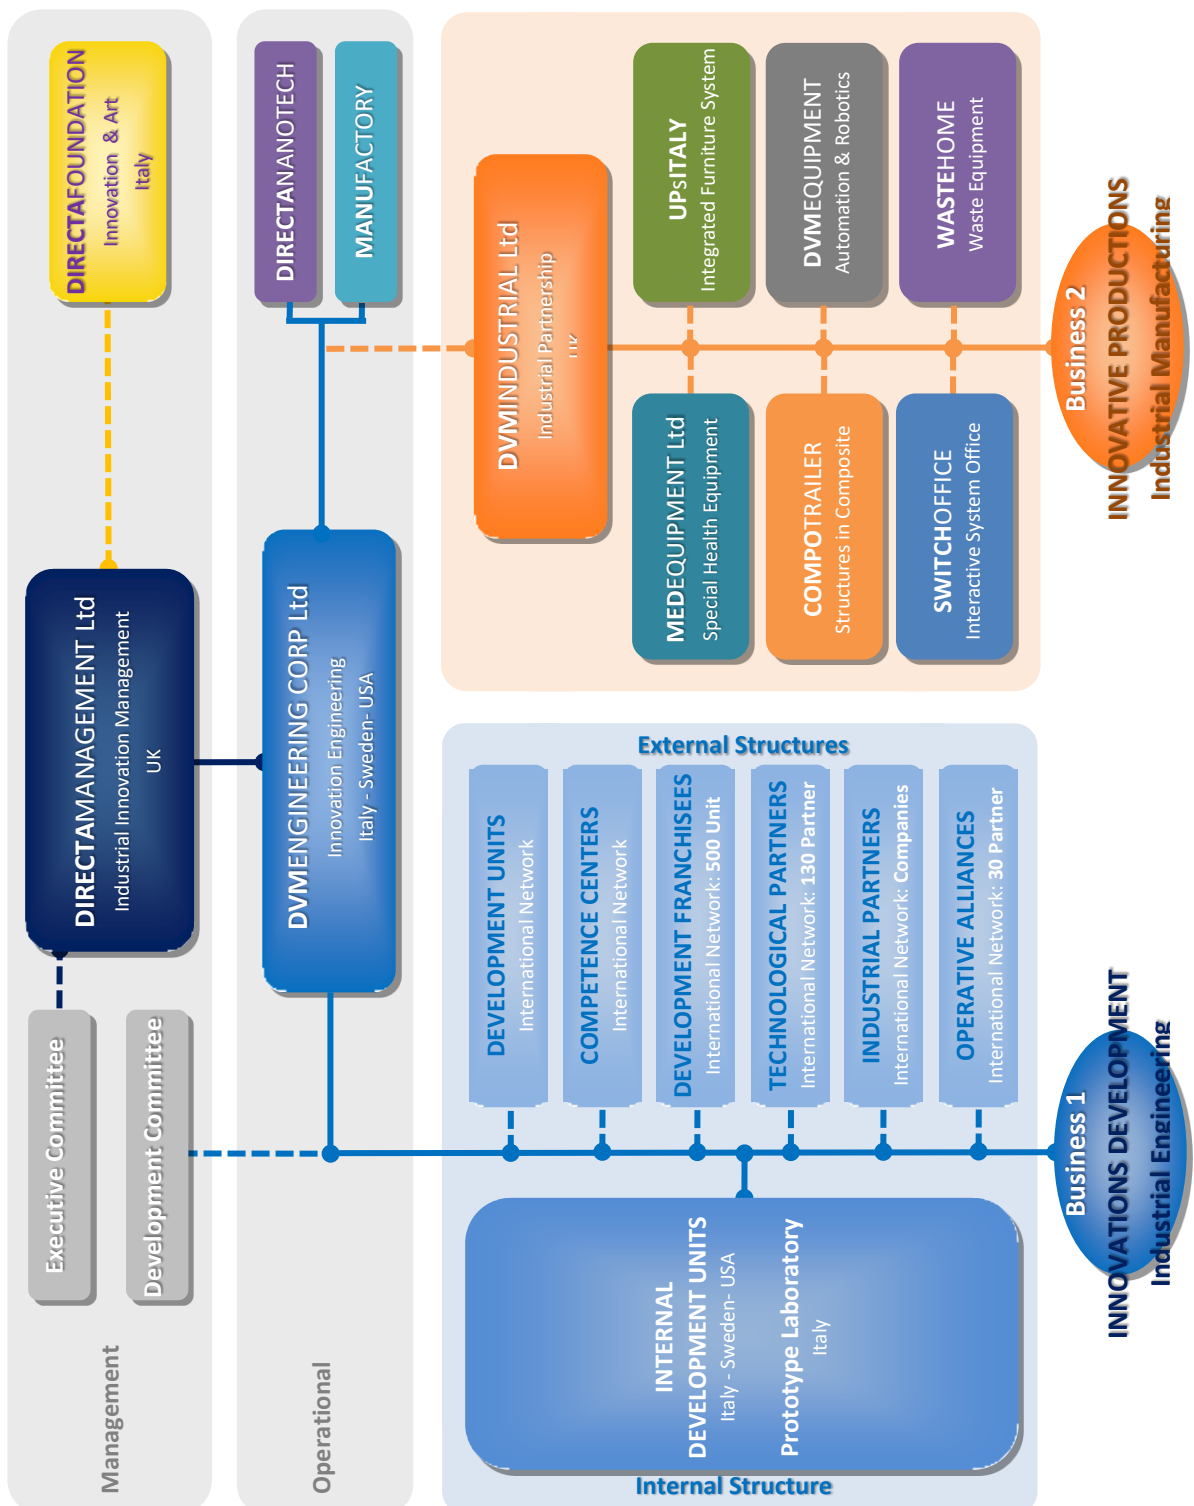 Management
Executive Committee
Development Committee
DIRECTAMANAGEMENT Ltd
Industrial Innovation Management
UK
DIRECTAFOUNDATION
Innovation & Art
Italy
Operational
DVMENGINEERING CORP Ltd
Innovation Engineering
Italy - Sweden- USA
DIRECTANANOTECH
MANUFACTORY
Internal Structure
INTERNAL
DEVELOPMENT UNITS
Italy - Sweden- USA
Prototype Laboratory
Italy
External Structures
DEVELOPMENT UNITS
International Network
COMPETENCE CENTERS
International Network
DEVELOPMENT FRANCHISEES
International Network: 500 Unit
TECHNOLOGICAL PARTNERS
International Network: 130 Partner
INDUSTRIAL PARTNERS
International Network: Companies
OPERATIVE ALLIANCES
International Network: 30 Partner
Business 1
INNOVATIONS DEVELOPMENT
Industrial Engineering
DVMINDUSTRIAL Ltd
Industrial Partnership
UK
MEDEQUIPMENT Ltd
Special Health Equipment
UPsITALY
Integrated Furniture System
COMPOTRAILER
Structures in Composite
DVMEQUIPMENT
Automation & Robotics
SWITCHOFFICE
Interactive System Office
WASTEHOME
Waste Equipment
Business 2
INNOVATIVE PRODUCTIONS
Industrial Manufacturing